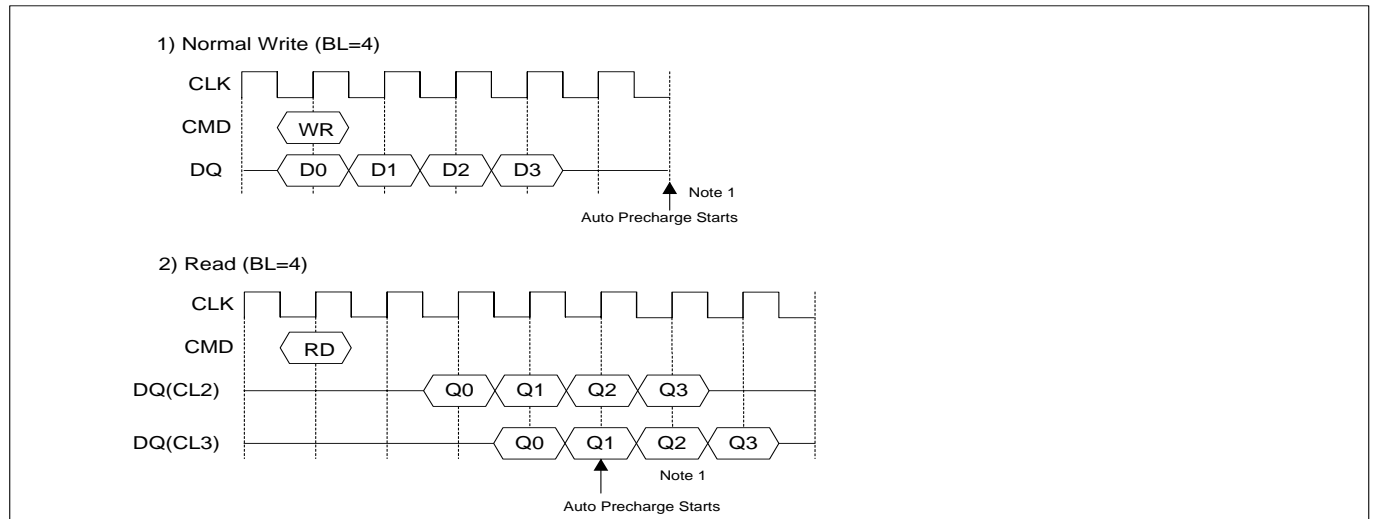 1) Normal Write (BL=4)
CLK
CMD WR
DQ D0 D1 D2 D3
Note 1
Auto Precharge Starts
2) Read (BL=4)
CLK
CMD RD
DQ(CL2) Q0 Q1 Q2 Q3
DQ(CL3) Q0 Q1 Q2 Q3
Note 1
Auto Precharge Starts